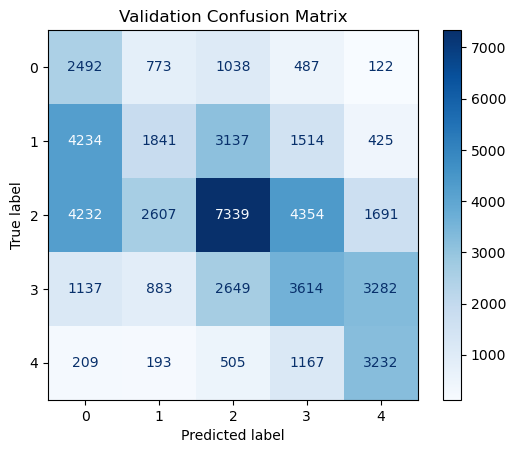 Validation Confusion Matrix
0 2492 773 1038 487 122
1 4234 1841 3137 1514 425
2 4232 2607 7339 4354 1691
3 1137 883 2649 3614 3282
4 209 193 505 1167 3232
0 1 2 3 4
Predicted label
True label
7000
6000
5000
4000
3000
2000
1000